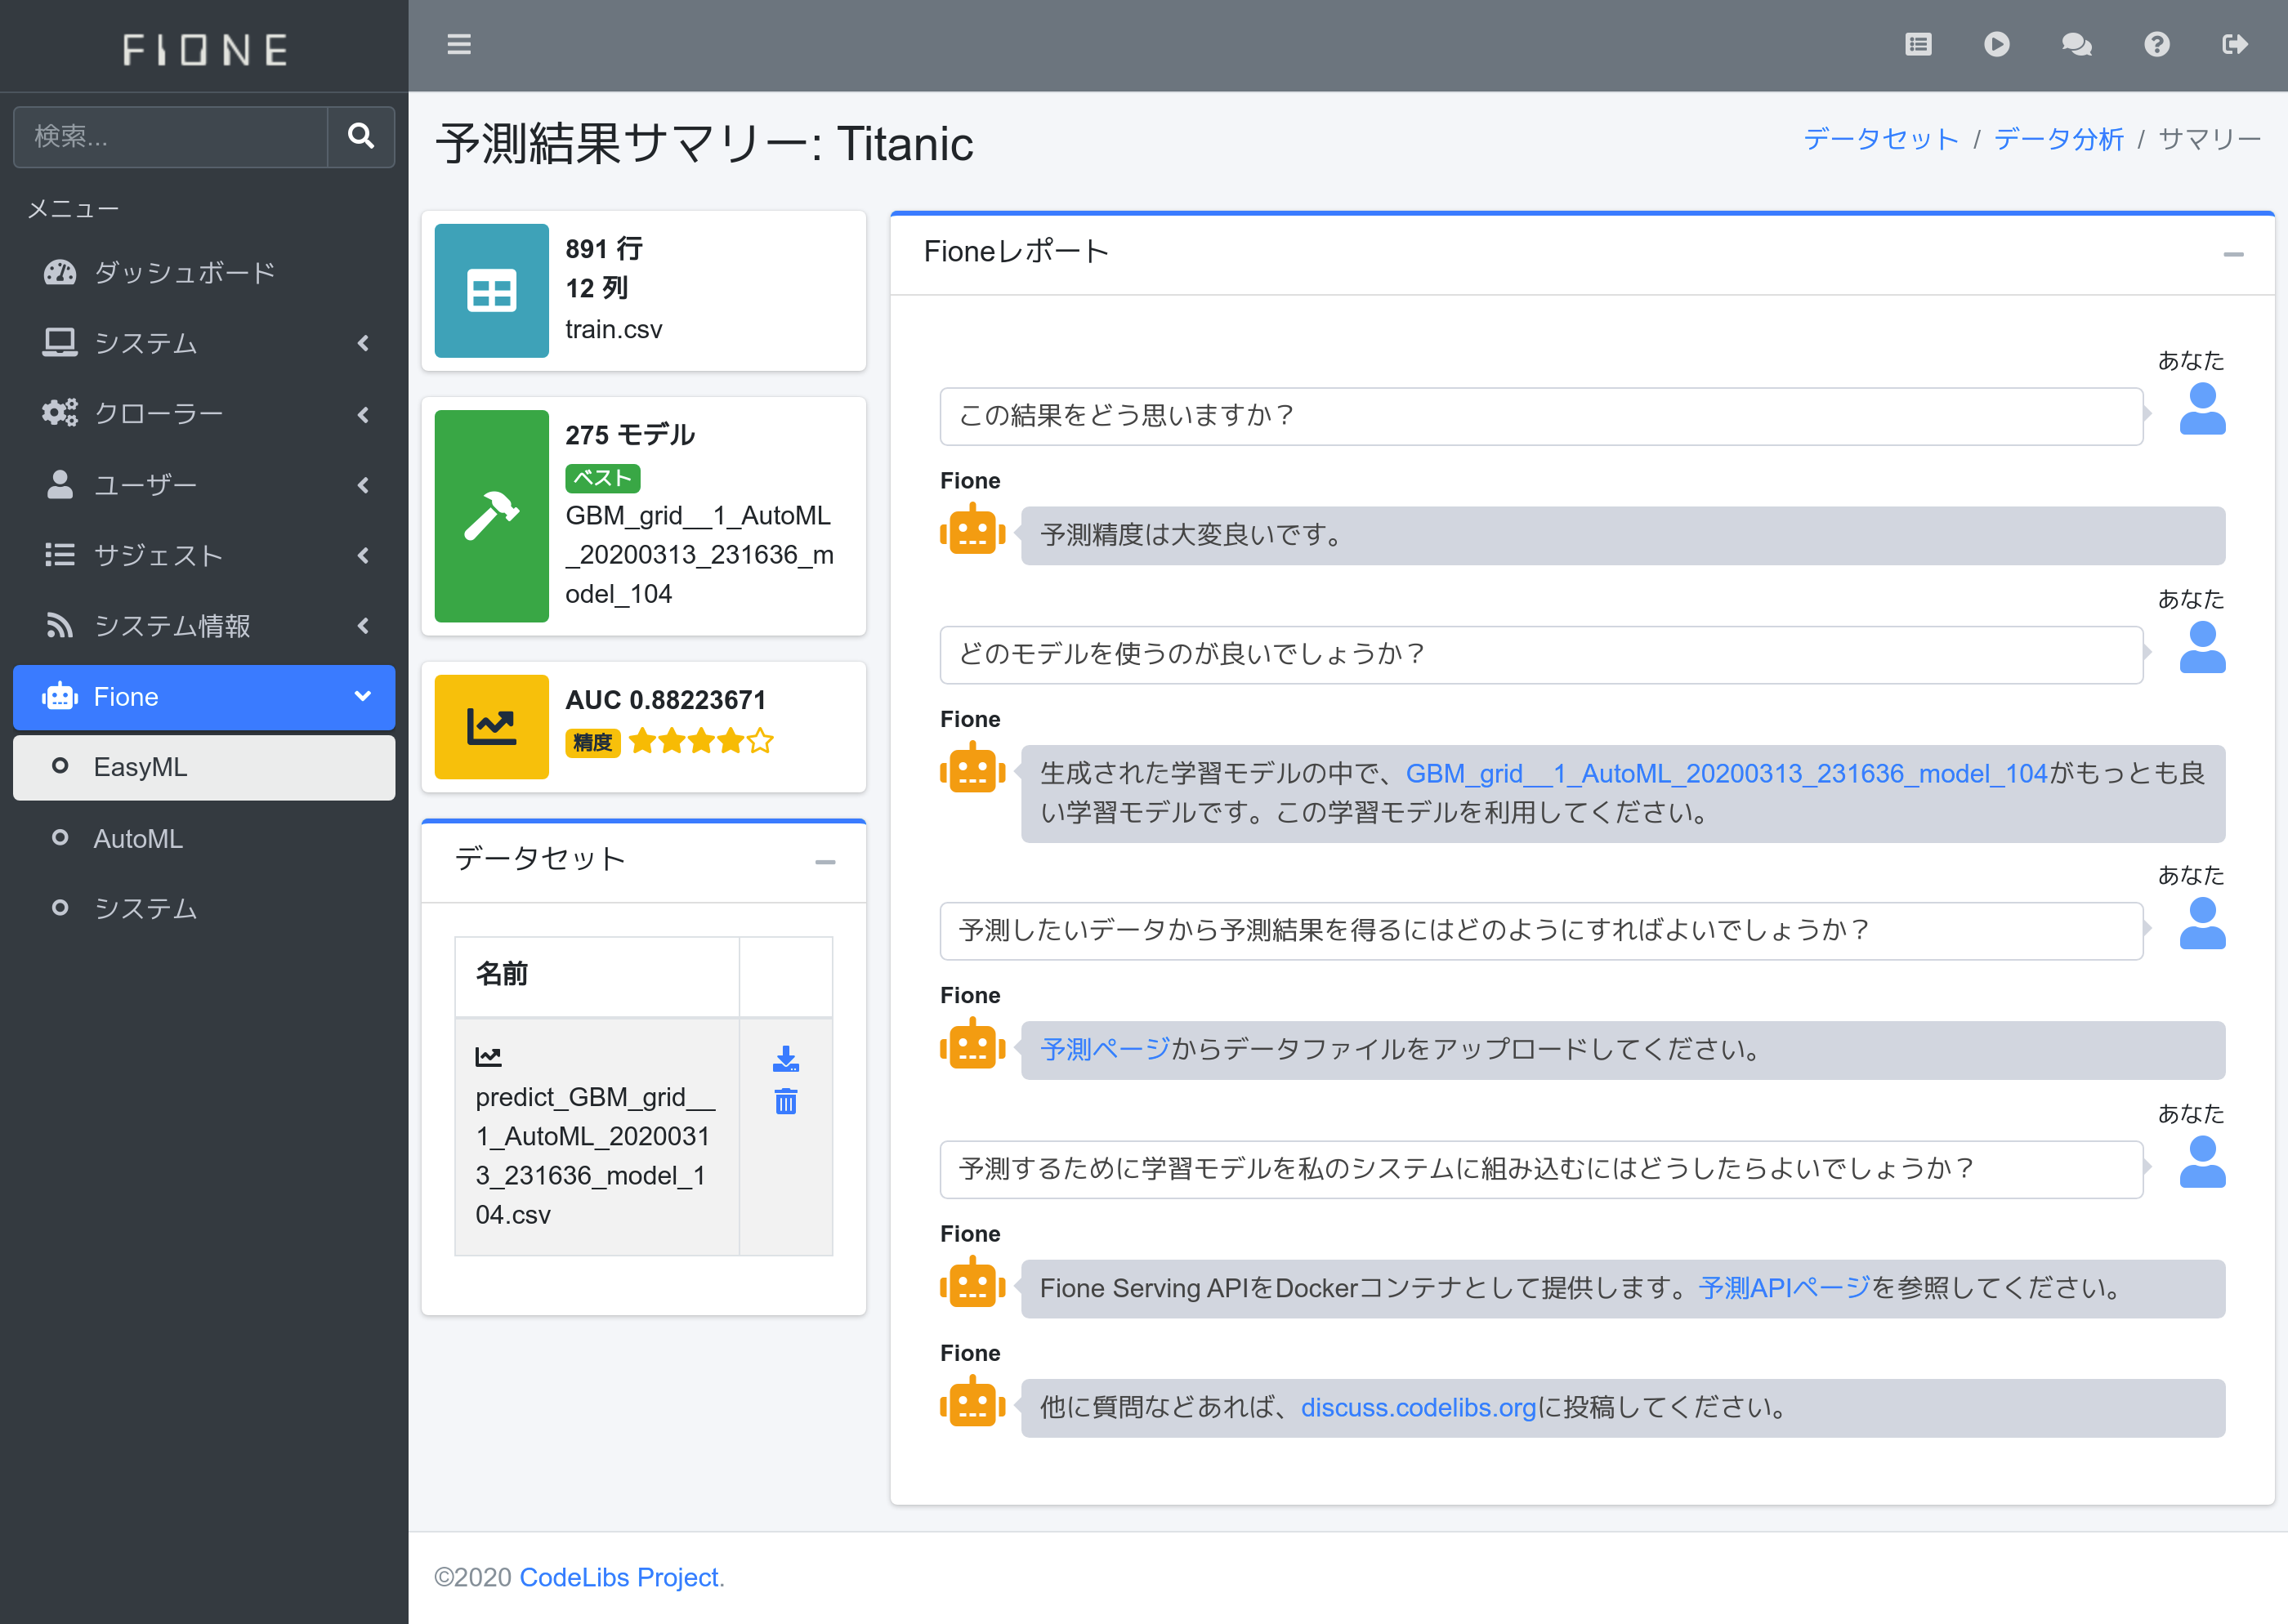 FIONE
検索...
メニュー
ダッシュボード
システム
クローラー
ユーザー
サジェスト
システム情報
Fione
EasyML
AutoML
システム
予測結果サマリー: Titanic
データセット / データ分析 / サマリー
891 行
12 列
train.csv
275 モデル
ベスト
GBM_grid__1_AutoML
_20200313_231636_m
odel_104
AUC 0.88223671
精度
データセット
名前
predict_GBM_grid__
1_AutoML_2020031
3_231636_model_1
04.csv
Fioneレポート
あなた
この結果をどう思いますか？
Fione
予測精度は大変良いです。
あなた
どのモデルを使うのが良いでしょうか？
Fione
生成された学習モデルの中で、GBM_grid__1_AutoML_20200313_231636_model_104がもっとも良
い学習モデルです。この学習モデルを利用してください。
あなた
予測したいデータから予測結果を得るにはどのようにすればよいでしょうか？
Fione
予測ページからデータファイルをアップロードしてください。
あなた
予測するために学習モデルを私のシステムに組み込むにはどうしたらよいでしょうか？
Fione
Fione Serving APIをDockerコンテナとして提供します。予測APIページを参照してください。
Fione
他に質問などあれば、discuss.codelibs.orgに投稿してください。
©2020 CodeLibs Project.